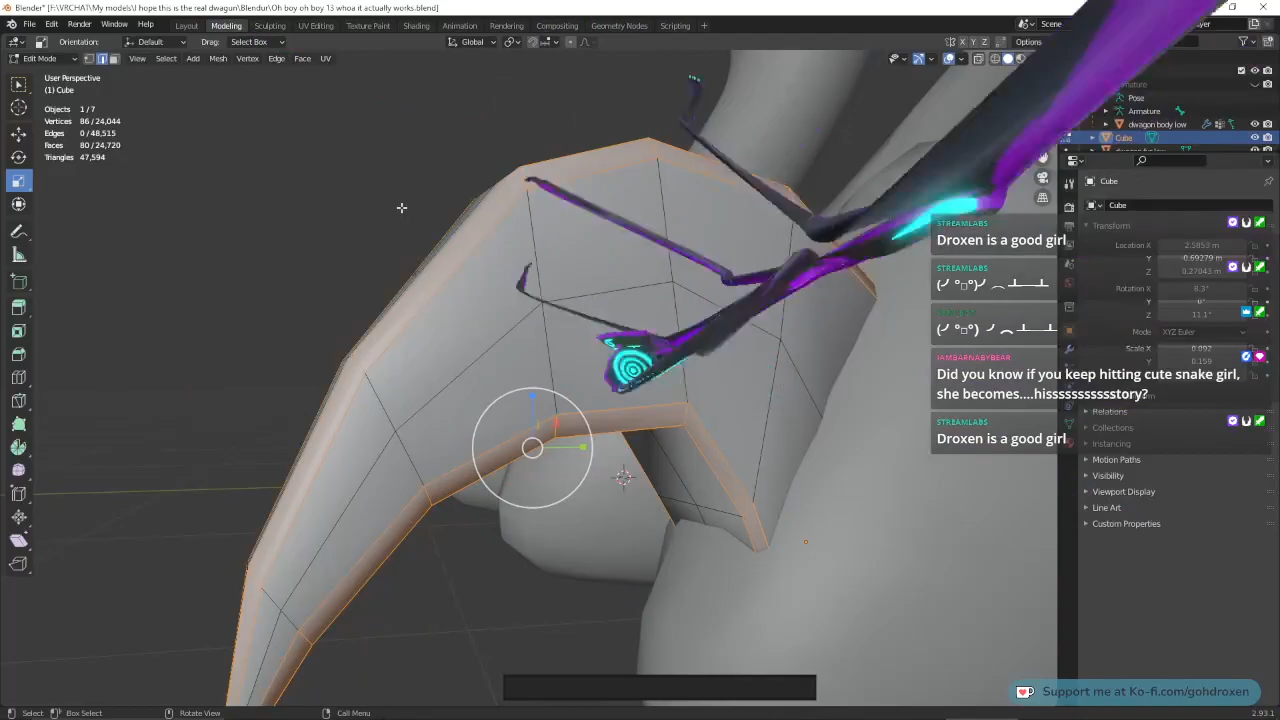 Blender* [F:\VRCHAT\My models\I hope this is the real dwagun\Blendur\Oh boy oh boy 13 whoa it actually works.blend]
File Edit Render Window Help Layout Modeling Sculpting UV Editing Texture Paint Shading Animation Rendering Compositing Geometry Nodes Scripting + Scene
Orientation: Default Drag: Select Box Global X Y Z Options
Edit Mode View Select Add Mesh Vertex Edge Face UV
User Perspective
(1) Cube
Objects 1/7
Vertices 86/24,044
Edges 0/48,515
Faces 80/24,720
Triangles 47,594
Pose
Armature
dwagon body low
Cube
Cube
Cube
Transform
Location X 2.5853 m
Y -0.69279 m
Z 0.27043 m
Rotation X 8.3°
Y 0°
Z 11.1°
Mode XYZ Euler
Scale X 0.092
Y 0.159
Relations
Collections
Instancing
Motion Paths
Visibility
Viewport Display
Line Art
Custom Properties
STREAMLABS
Droxen is a good girl
STREAMLABS
(╯°□°)╯︵ ┻━┻
(╯°□°)╯︵ ┻━┻
IAMBARNABYBEAR
Did you know if you keep hitting cute snake girl,
she becomes....hisssssssssstory?
STREAMLABS
Droxen is a good girl
Support me at Ko-fi.com/gohdroxen
Select Box Select Rotate View Call Menu 2.93.1